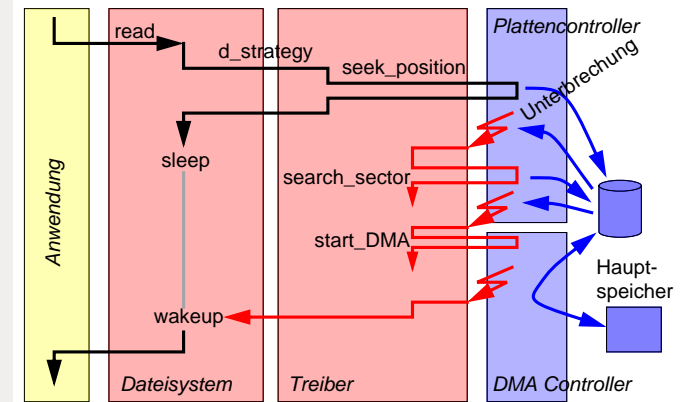 read
Plattencontroller
d_strategy
seek_position
Unterbrechung
sleep
search_sector
Anwendung
start_DMA
Haupt-
speicher
wakeup
Dateisystem
Treiber
DMA Controller